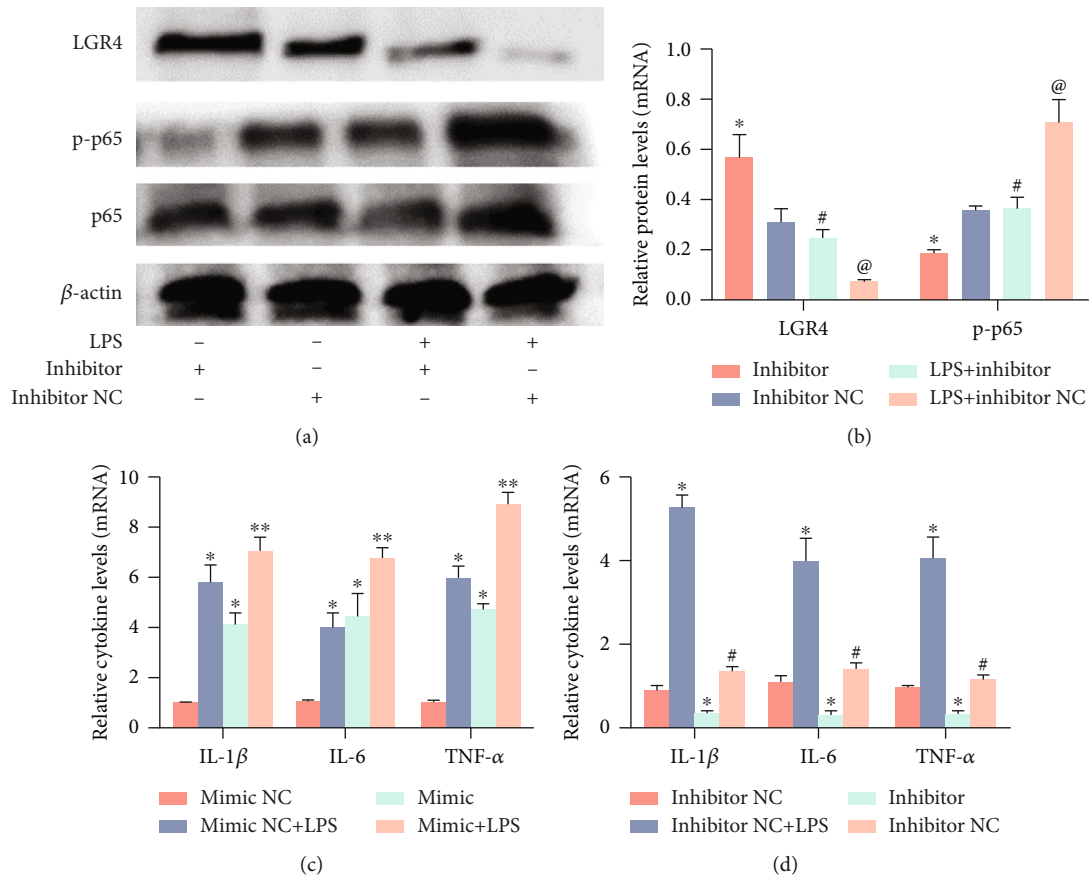 LGR4
p-p65
p65
β-actin
LPS – – + +
Inhibitor + – + –
Inhibitor NC – + – +
(a)
Relative protein levels (mRNA)
1.0
0.8
0.6
0.4
0.2
0.0
* # @ * # @
LGR4 p-p65
Inhibitor LPS+inhibitor
Inhibitor NC LPS+inhibitor NC
(b)
Relative cytokine levels (mRNA)
10
8
6
4
2
0
* * ** * * ** * * **
IL-1β IL-6 TNF-α
Mimic NC Mimic
Mimic NC+LPS Mimic+LPS
(c)
Relative cytokine levels (mRNA)
6
4
2
0
* * # * * # * * #
IL-1β IL-6 TNF-α
Inhibitor NC Inhibitor
Inhibitor NC+LPS Inhibitor NC
(d)